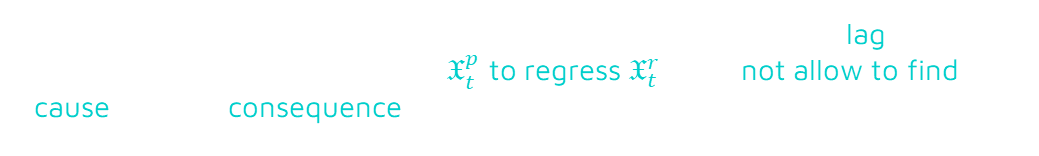 lag
𝔛ₜᵖ to regress 𝔛ₜʳ not allow to find
cause consequence